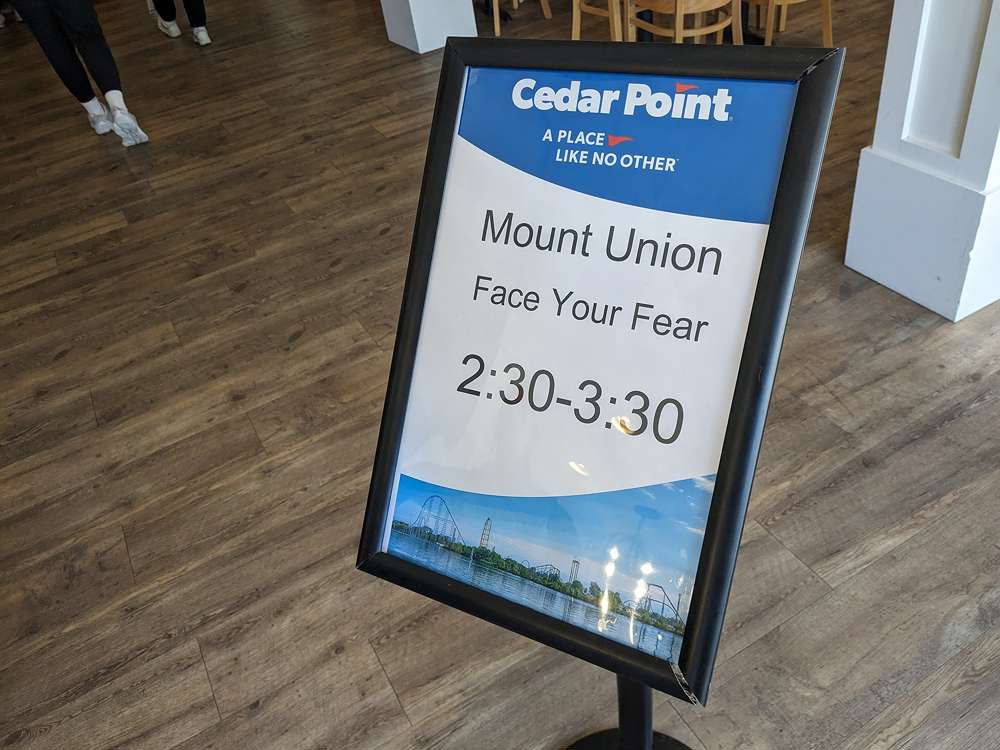 Cedar Point
A PLACE
LIKE NO OTHER
Mount Union
Face Your Fear
2:30-3:30